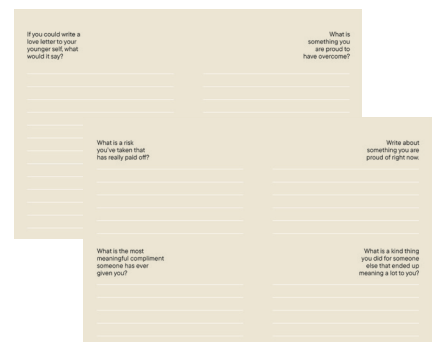 If you could write a
love letter to your
younger self, what
would it say?
What is
something you
are proud to
have overcome?
What is a risk
you've taken that
has really paid off?
Write about
something you are
proud of right now.
What is the most
meaningful compliment
someone has ever
given you?
What is a kind thing
you did for someone
else that ended up
meaning a lot to you?